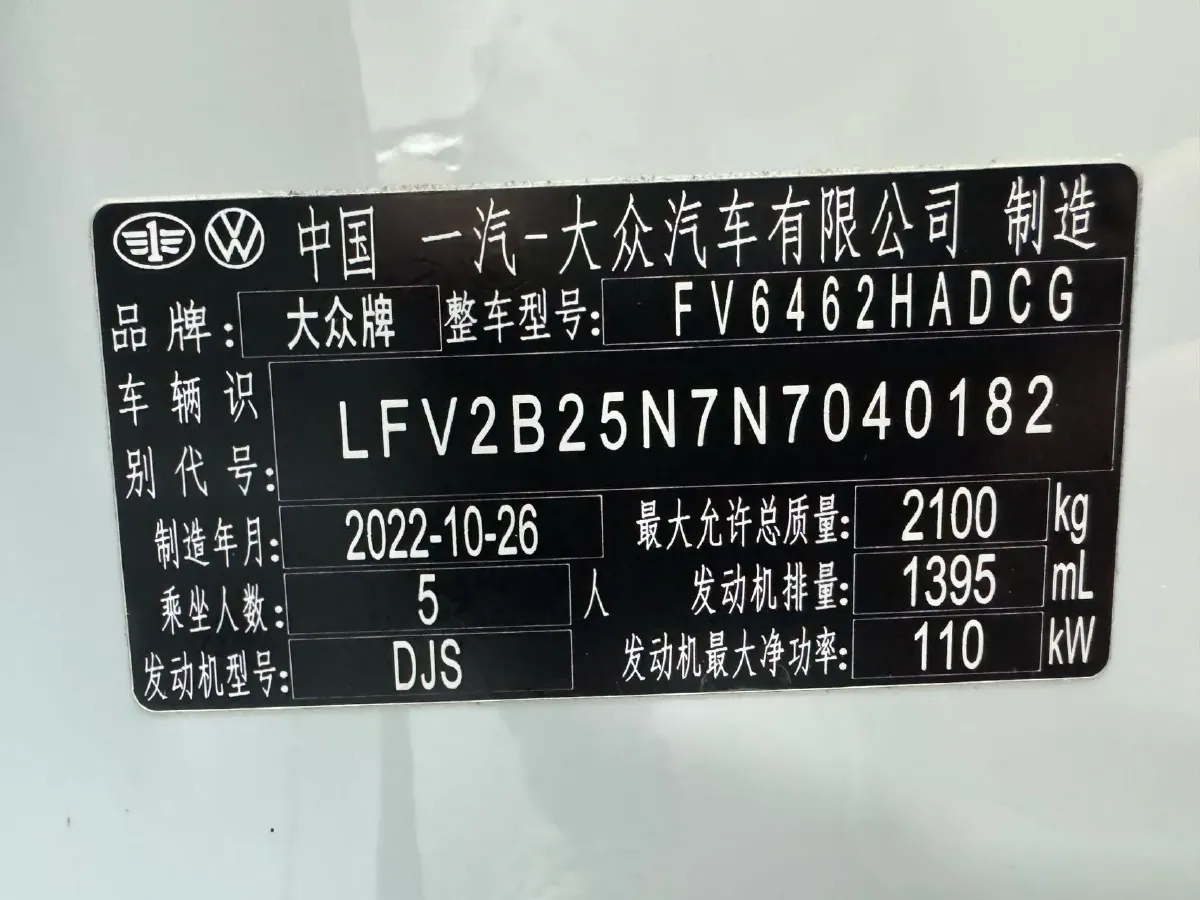 中国 一汽-大众汽车有限公司 制造
品牌: 大众牌 整车型号: FV6462HADCG
车辆识别代号: LFV2B25N7N7040182
制造年月: 2022-10-26 最大允许总质量: 2100 kg
乘坐人数: 5 人 发动机排量: 1395 mL
发动机型号: DJS 发动机最大净功率: 110 kW